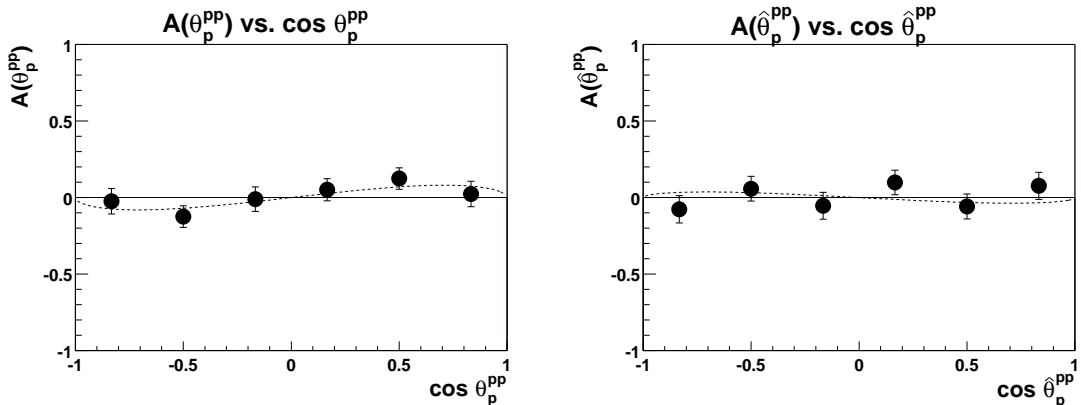 A(θ_p^pp) vs. cos θ_p^pp
A(θ_p^pp)
1
0.5
0
-0.5
-1
-1 -0.5 0 0.5 1
cos θ_p^pp
A(θ̂_p^pp) vs. cos θ̂_p^pp
A(θ̂_p^pp)
1
0.5
0
-0.5
-1
-1 -0.5 0 0.5 1
cos θ̂_p^pp